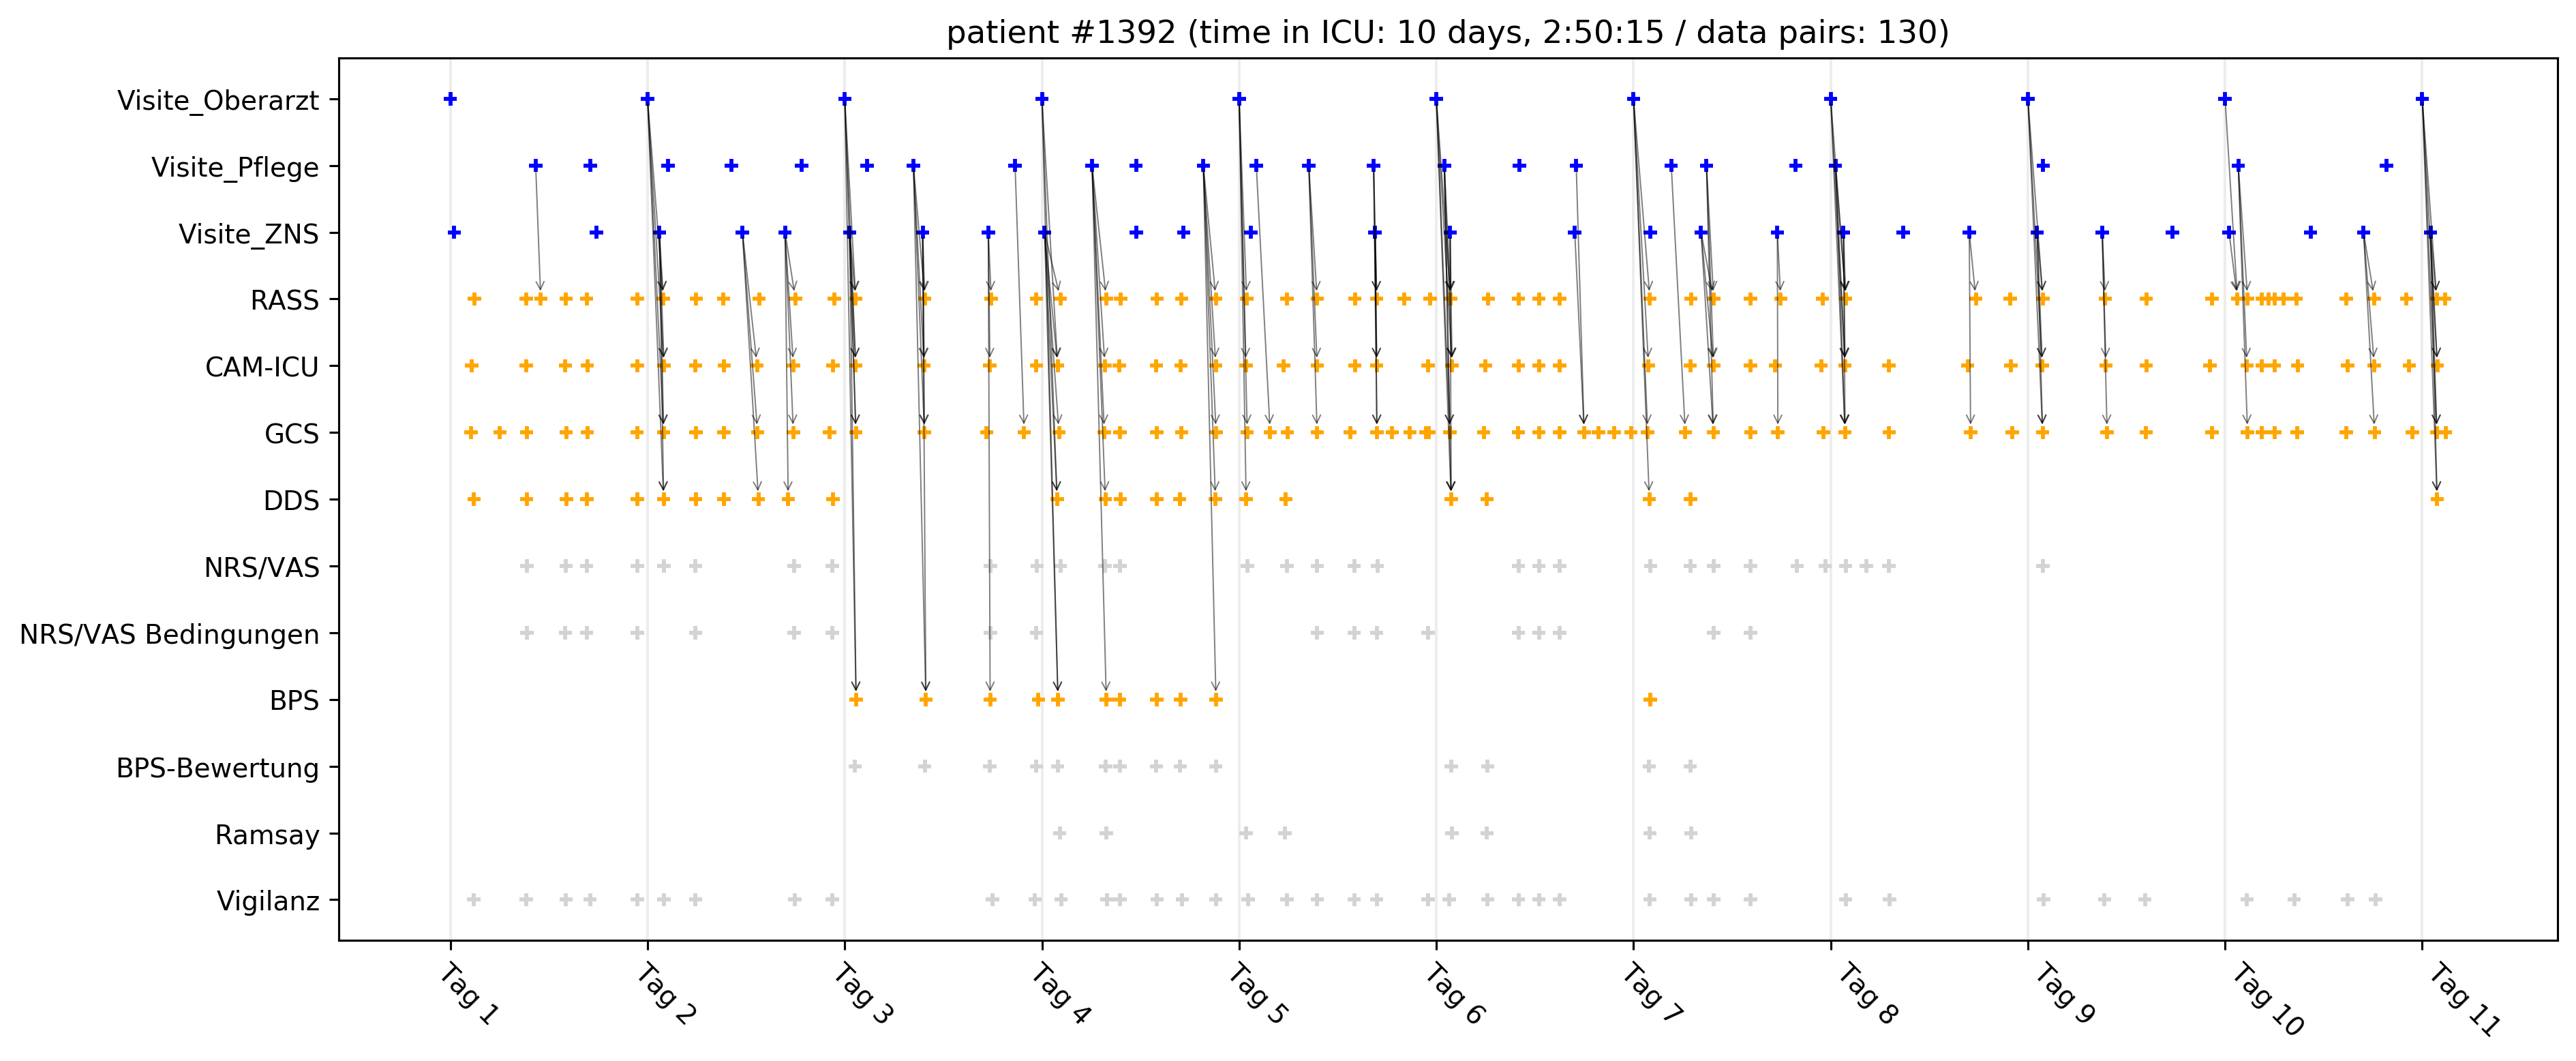 patient #1392 (time in ICU: 10 days, 2:50:15 / data pairs: 130)
Visite_Oberarzt
Visite_Pflege
Visite_ZNS
RASS
CAM-ICU
GCS
DDS
NRS/VAS
NRS/VAS Bedingungen
BPS
BPS-Bewertung
Ramsay
Vigilanz
Tag 1
Tag 2
Tag 3
Tag 4
Tag 5
Tag 6
Tag 7
Tag 8
Tag 9
Tag 10
Tag 11